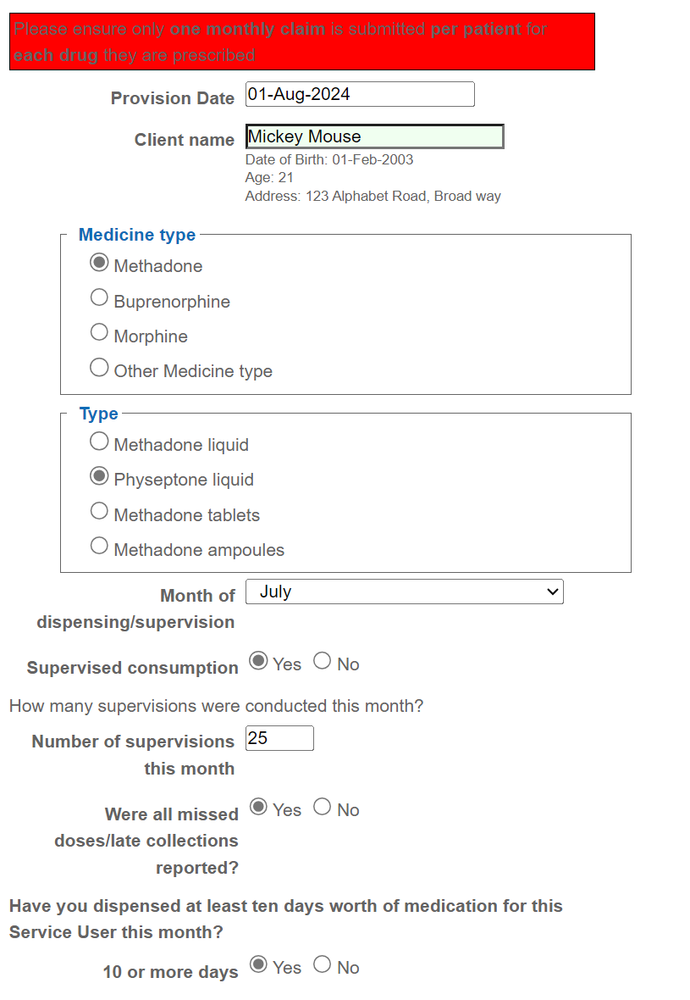 Please ensure only one monthly claim is submitted per patient for
each drug they are prescribed
Provision Date 01-Aug-2024
Client name Mickey Mouse
Date of Birth: 01-Feb-2003
Age: 21
Address: 123 Alphabet Road, Broad way
Medicine type
Methadone
Buprenorphine
Morphine
Other Medicine type
Type
Methadone liquid
Physeptone liquid
Methadone tablets
Methadone ampoules
Month of July
dispensing/supervision
Supervised consumption Yes No
How many supervisions were conducted this month?
Number of supervisions 25
this month
Were all missed Yes No
doses/late collections
reported?
Have you dispensed at least ten days worth of medication for this
Service User this month?
10 or more days Yes No